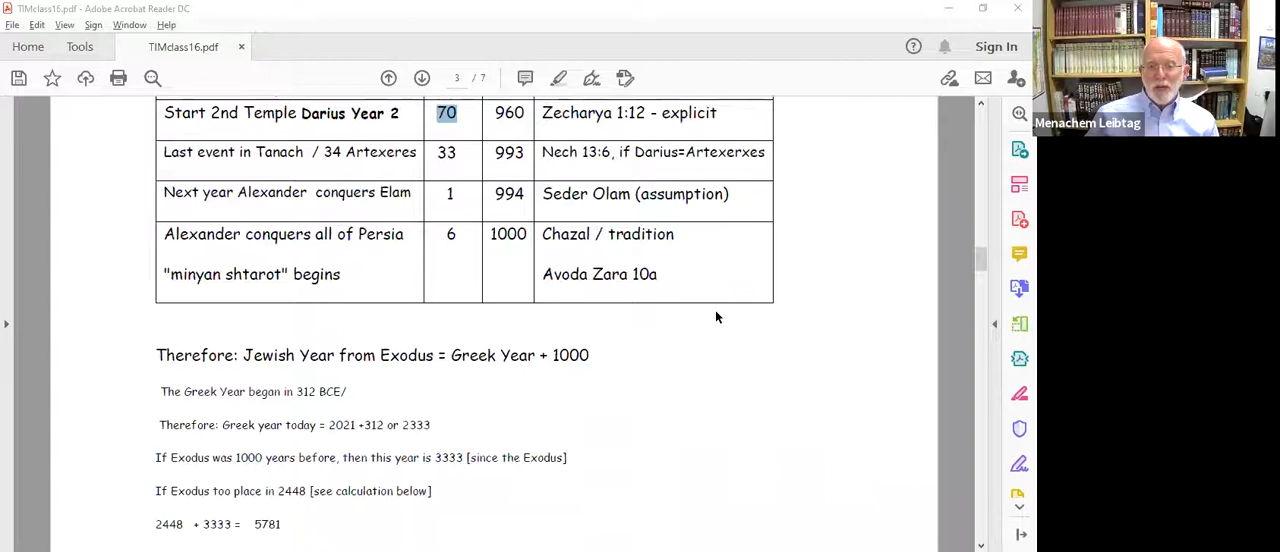 TIMclass16.pdf - Adobe Acrobat Reader DC
File Edit View Sign Window Help
Home Tools TIMclass16.pdf × Sign In
3 / 7
Start 2nd Temple Darius Year 2 70 960 Zecharya 1:12 - explicit
Last event in Tanach / 34 Artexeres 33 993 Nech 13:6, if Darius=Artexerxes
Next year Alexander conquers Elam 1 994 Seder Olam (assumption)
Alexander conquers all of Persia 6 1000 Chazal / tradition
"minyan shtarot" begins Avoda Zara 10a
Therefore: Jewish Year from Exodus = Greek Year + 1000
The Greek Year began in 312 BCE/
Therefore: Greek year today = 2021 +312 or 2333
If Exodus was 1000 years before, then this year is 3333 [since the Exodus]
If Exodus too place in 2448 [see calculation below]
2448 + 3333 = 5781
Menachem Leibtag